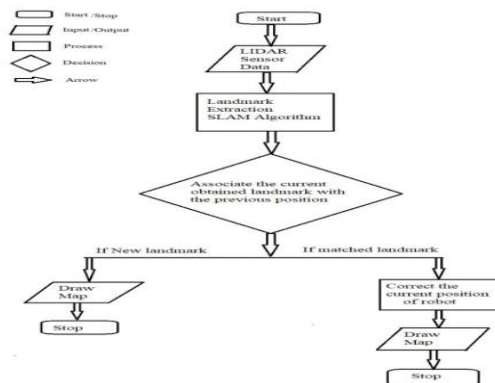 Start /Stop
Input /Output
Process
Decision
Arrow
Start
LIDAR
Sensor
Data
Landmark
Extraction
SLAM Algorithm
Associate the current
obtained landmark with
the previous position
If New landmark
If matched landmark
Draw
Map
Stop
Correct the
current position
of robot
Draw
Map
Stop